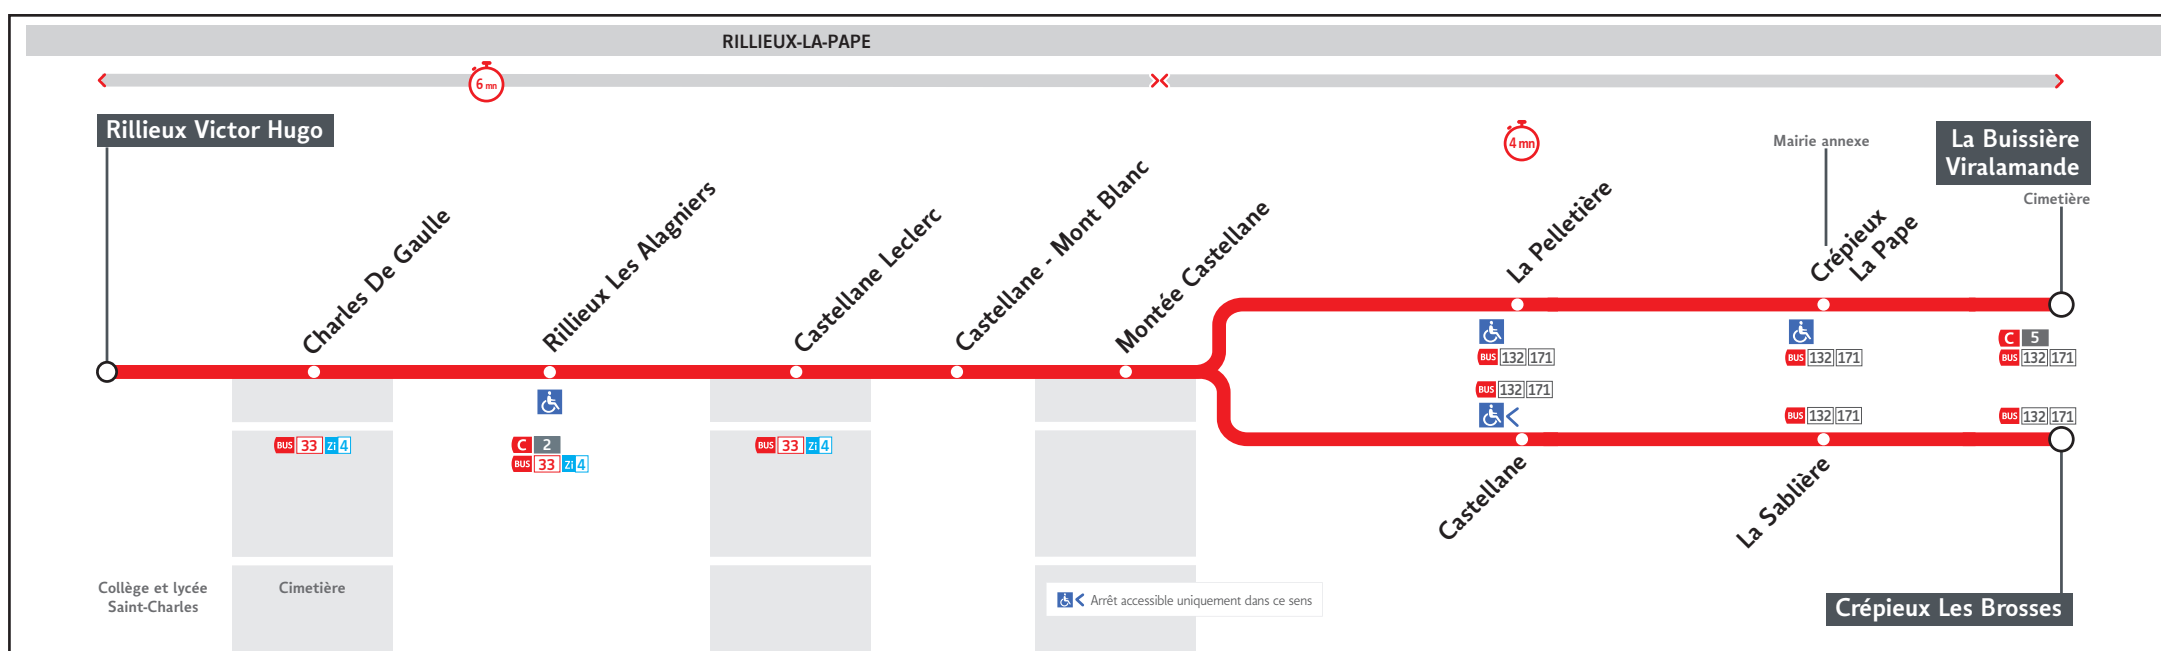 RILLIEUX-LA-PAPE
6 mn
Rillieux Victor Hugo
4 mn
Mairie annexe
La Buissière
Viralamande
Cimetière
Charles De Gaulle
Rillieux Les Alagniers
Castellane Leclerc
Castellane - Mont Blanc
Montée Castellane
La Pelletière
Crépieux
La Pape
C 5
BUS 132 171
BUS 132 171
BUS 132 171
BUS 132 171
BUS 132 171
BUS 132 171
BUS 33 Zi 4
C 2
BUS 33 Zi 4
BUS 33 Zi 4
Castellane
La Sablière
Collège et lycée
Saint-Charles
Cimetière
Arrêt accessible uniquement dans ce sens
Crépieux Les Brosses